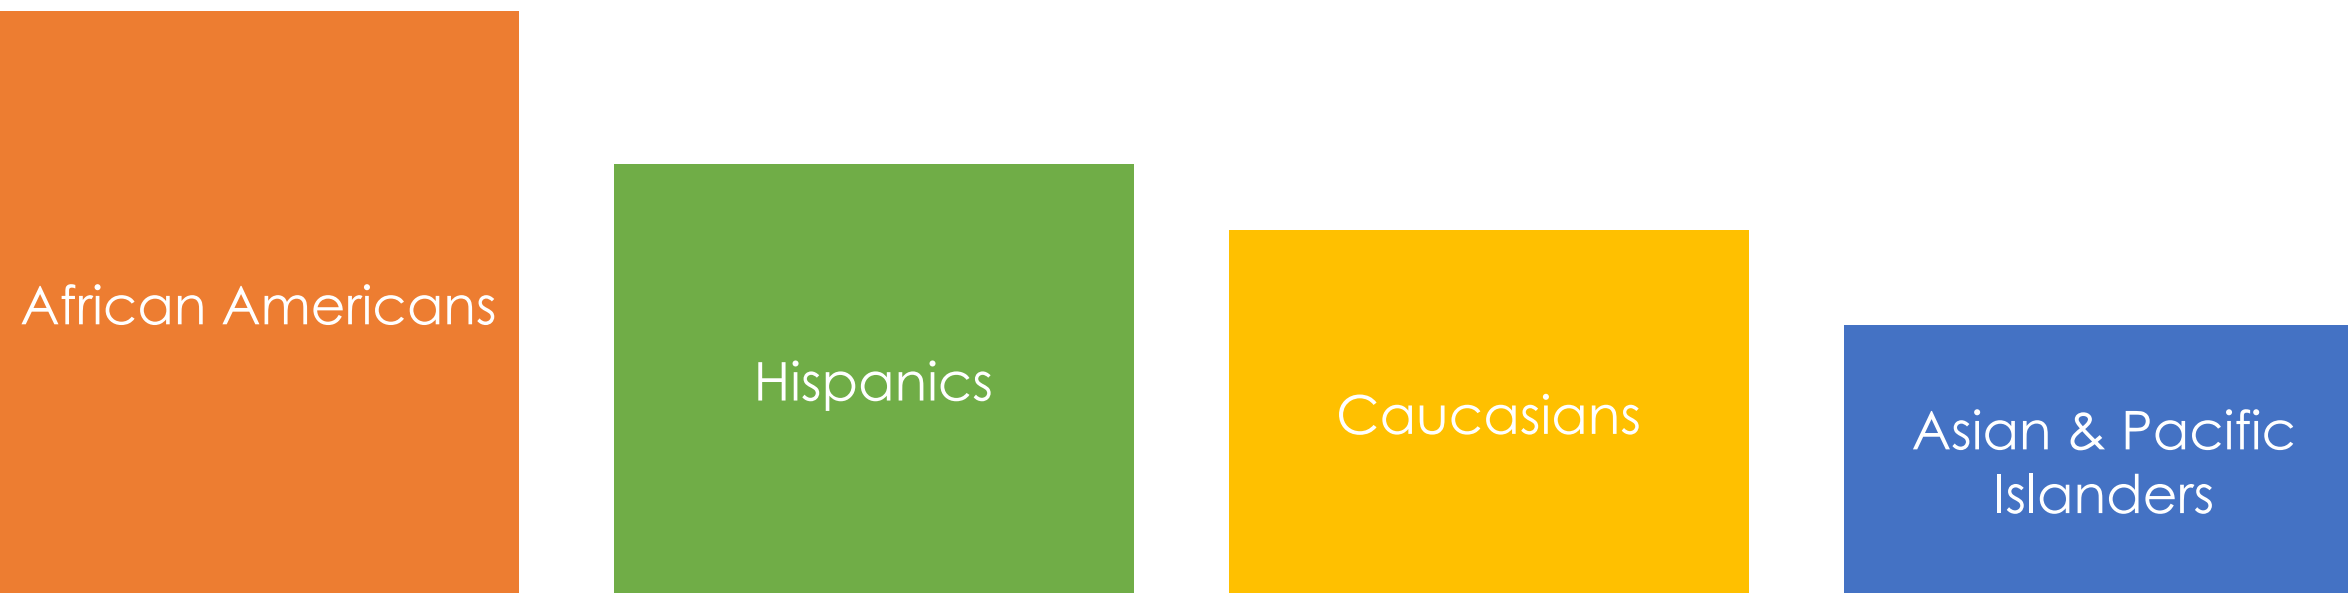 African Americans
Hispanics
Caucasians
Asian & Pacific
Islanders